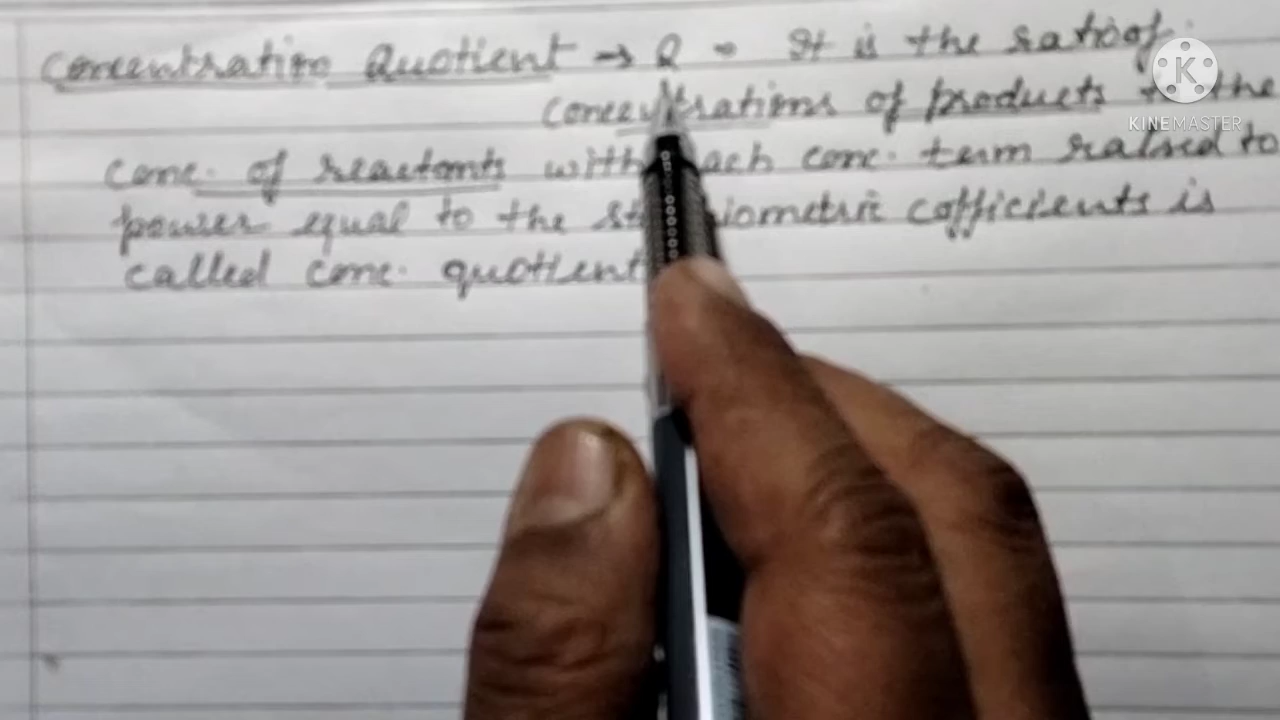 Concentration Quotient → Q → It is the ratio of
concentrations of products to the
conc. of reactants with each conc. term raised to
power equal to the stoichiometric cofficients is
called conc. quotient
K
KINEMASTER